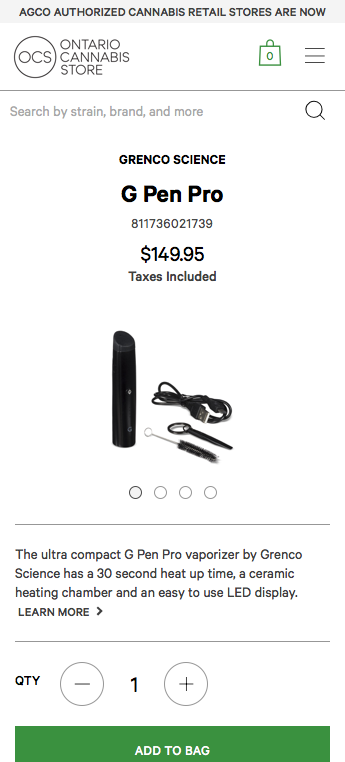 AGCO AUTHORIZED CANNABIS RETAIL STORES ARE NOW
OCS
ONTARIO
CANNABIS
STORE
0
Search by strain, brand, and more
GRENCO SCIENCE
G Pen Pro
811736021739
$149.95
Taxes Included
The ultra compact G Pen Pro vaporizer by Grenco
Science has a 30 second heat up time, a ceramic
heating chamber and an easy to use LED display.
LEARN MORE
QTY
1
ADD TO BAG